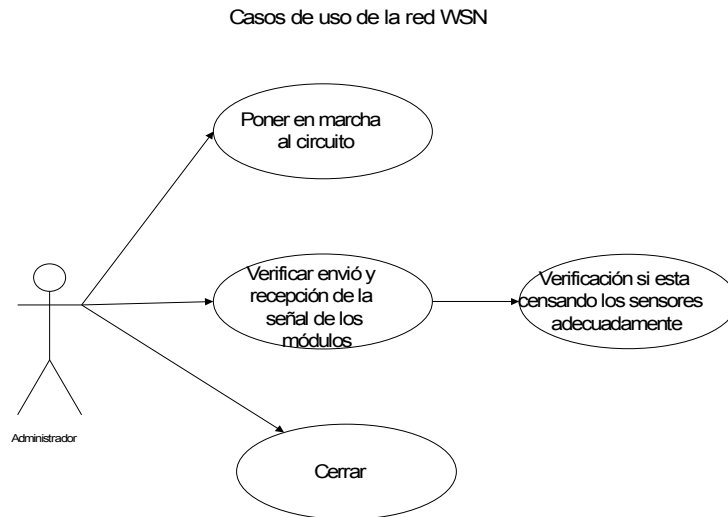 Casos de uso de la red WSN
Poner en marcha
al circuito
Verificar envió y
recepción de la
señal de los
módulos
Verificación si esta
censando los sensores
adecuadamente
Administrador
Cerrar